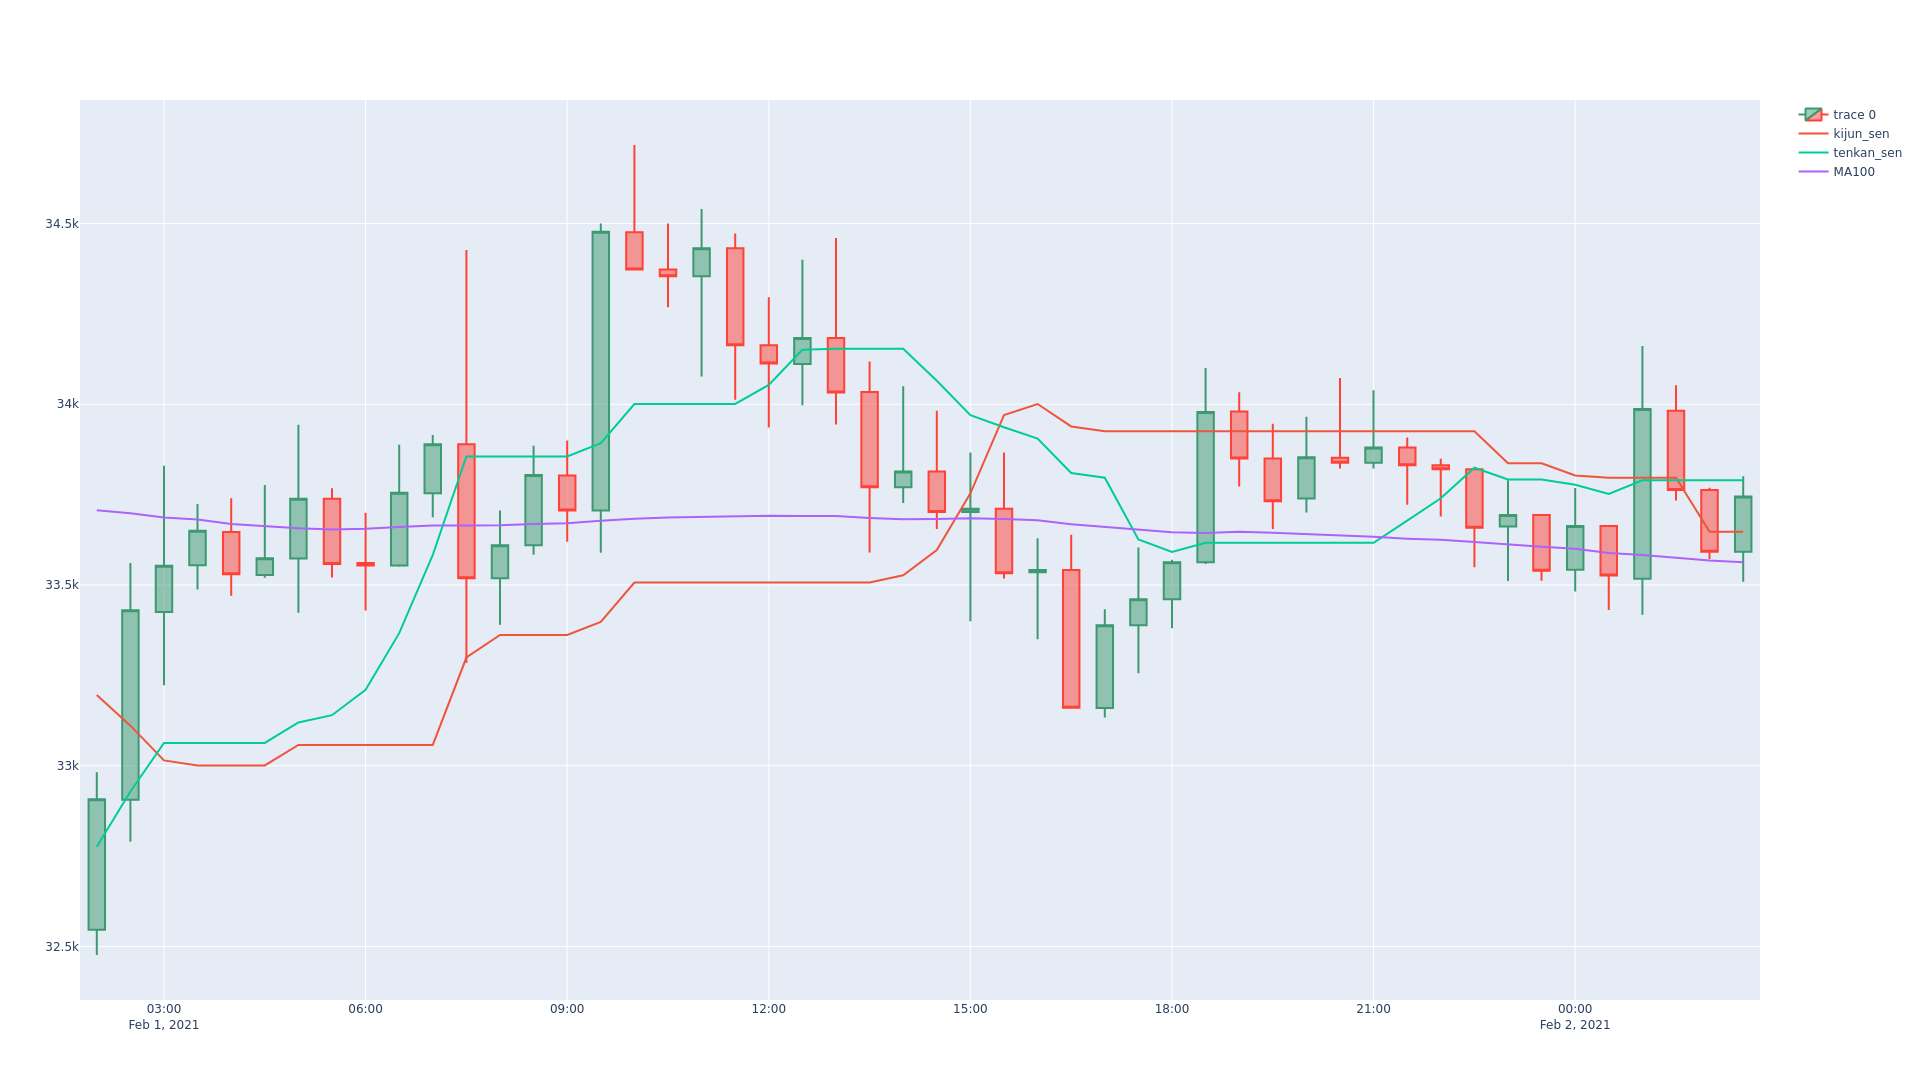 trace 0
kijun_sen
tenkan_sen
MA100
34.5k
34k
33.5k
33k
32.5k
03:00 06:00 09:00 12:00 15:00 18:00 21:00 00:00
Feb 1, 2021 Feb 2, 2021